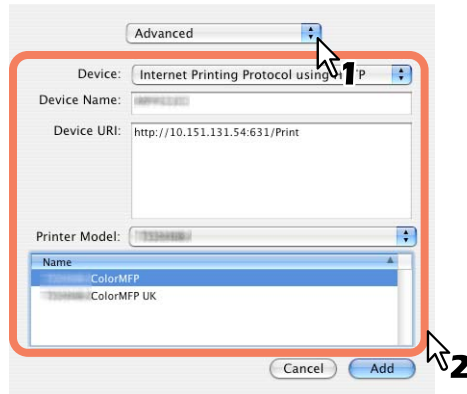 Advanced
1
Device: Internet Printing Protocol using HTTP
Device Name:
Device URI: http://10.151.131.54:631/Print
Printer Model:
Name
ColorMFP
ColorMFP UK
2
Cancel Add